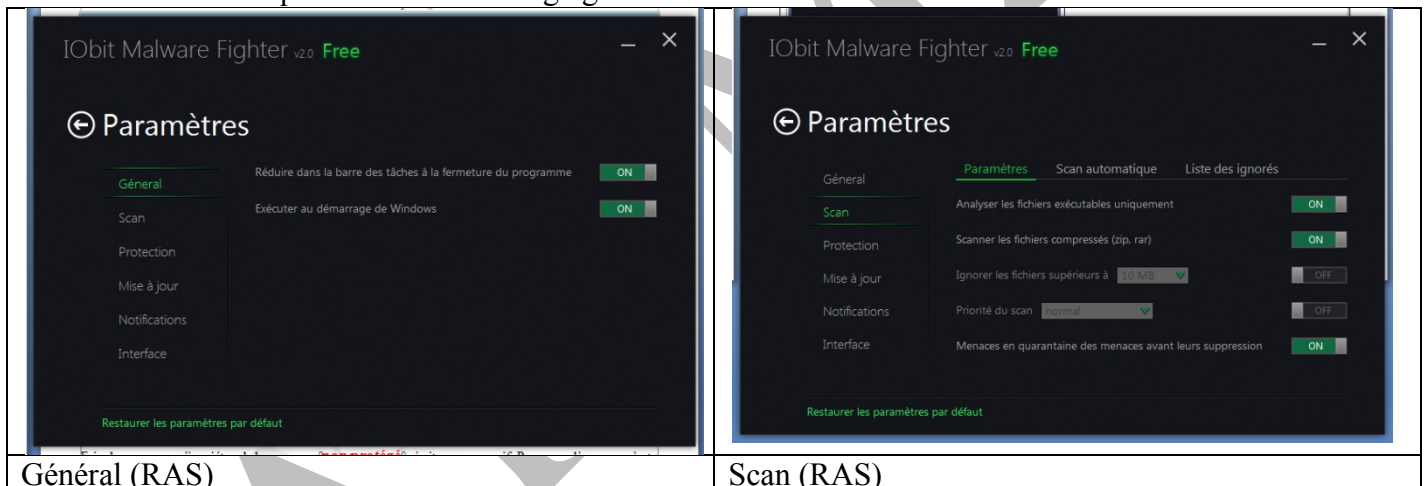 IObit Malware Fighter v2.0 Free
Paramètres
Géneral
Scan
Protection
Mise à jour
Notifications
Interface
Réduire dans la barre des tâches à la fermeture du programme ON
Exécuter au démarrage de Windows ON
Restaurer les paramètres par défaut
Général (RAS)
IObit Malware Fighter v2.0 Free
Paramètres
Géneral
Scan
Protection
Mise à jour
Notifications
Interface
Paramètres Scan automatique Liste des ignorés
Analyser les fichiers exécutables uniquement ON
Scanner les fichiers compressés (zip, rar) ON
Ignorer les fichiers supérieurs à 10 MB OFF
Priorité du scan normal OFF
Menaces en quarantaine des menaces avant leurs suppression ON
Restaurer les paramètres par défaut
Scan (RAS)